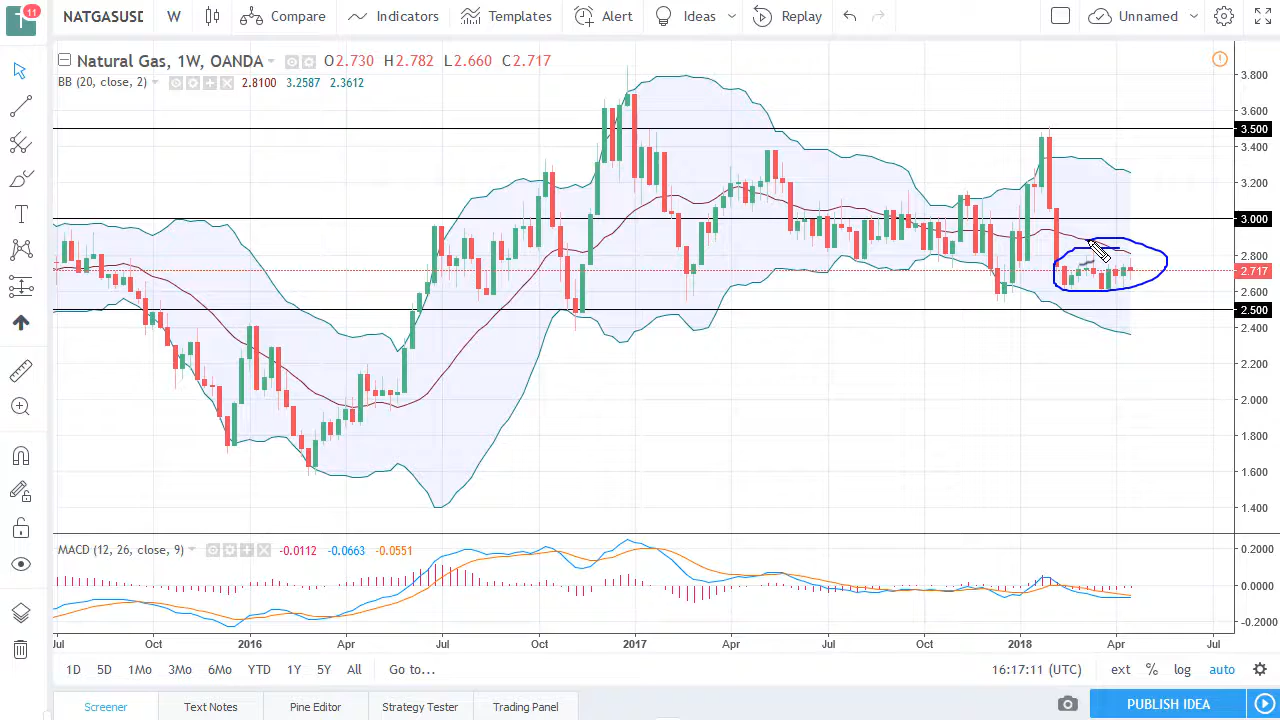 T 11 NATGASUSD W Compare Indicators Templates Alert Ideas Replay Unnamed
Natural Gas, 1W, OANDA O2.730 H2.782 L2.660 C2.717
BB (20, close, 2) 2.8100 3.2587 2.3612
3.800
3.600
3.500
3.400
3.200
3.000
2.800
2.717
2.600
2.500
2.400
2.200
2.000
1.800
1.600
1.400
MACD (12, 26, close, 9) -0.0112 -0.0663 -0.0551
0.2000
0.0000
-0.2000
Jul Oct 2016 Apr Jul Oct 2017 Apr Jul Oct 2018 Apr Jul
1D 5D 1Mo 3Mo 6Mo YTD 1Y 5Y All Go to... 16:17:11 (UTC) ext % log auto
Screener Text Notes Pine Editor Strategy Tester Trading Panel PUBLISH IDEA